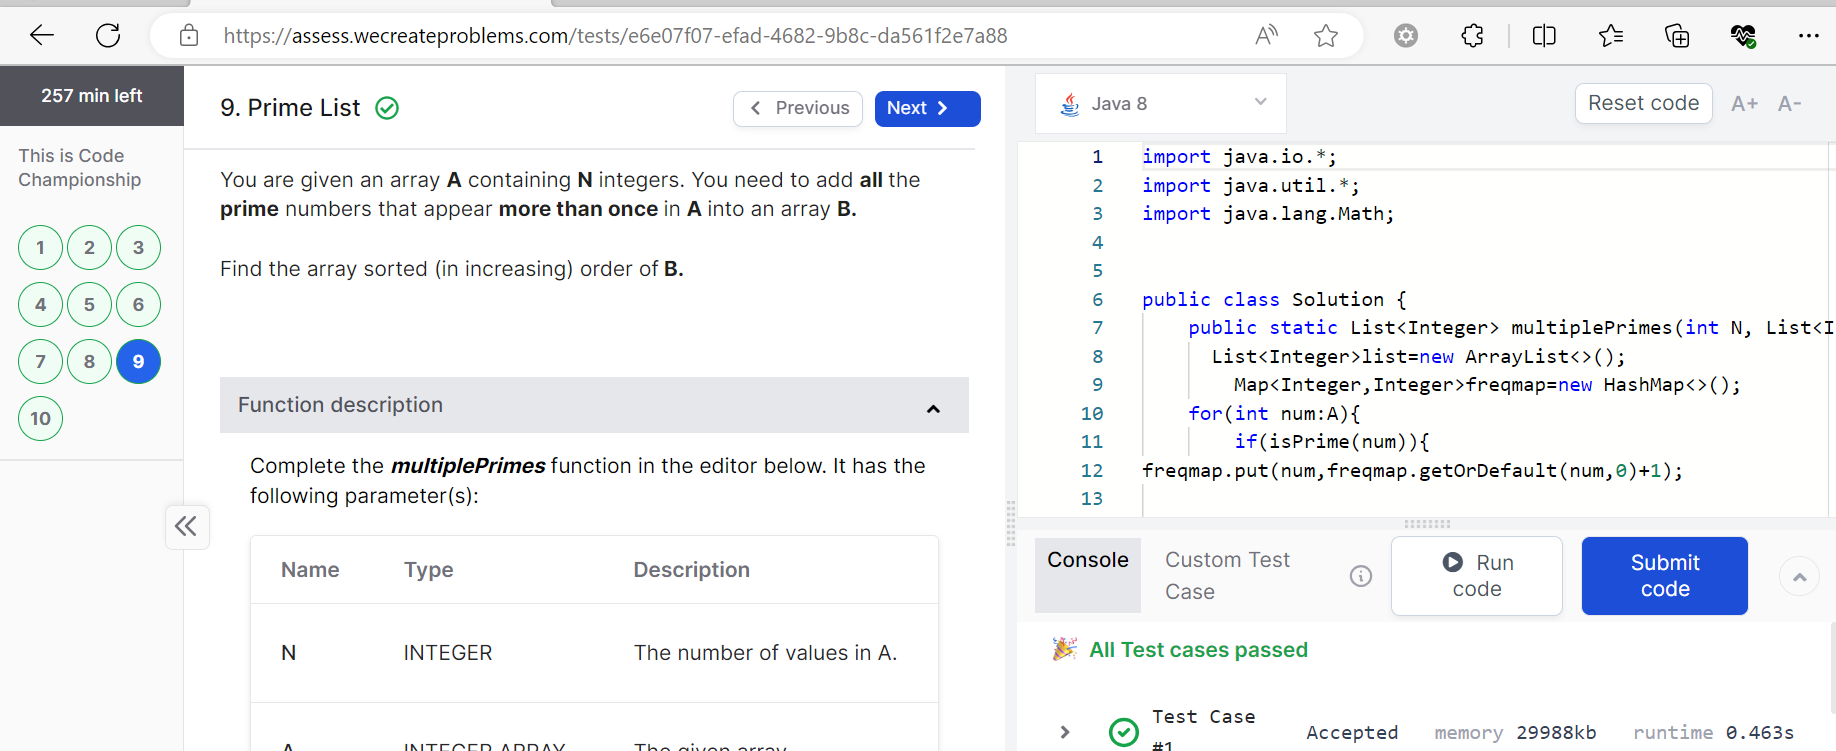 https://assess.wecreateproblems.com/tests/e6e07f07-efad-4682-9b8c-da561f2e7a88
257 min left
This is Code
Championship
1 2 3
4 5 6
7 8 9
10
9. Prime List
Previous
Next
You are given an array A containing N integers. You need to add all the
prime numbers that appear more than once in A into an array B.
Find the array sorted (in increasing) order of B.
Function description
Complete the multiplePrimes function in the editor below. It has the
following parameter(s):
Name Type Description
N INTEGER The number of values in A.
A INTEGER ARRAY The given array
Java 8
Reset code A+ A-
1 import java.io.*;
2 import java.util.*;
3 import java.lang.Math;
4
5
6 public class Solution {
7 public static List<Integer> multiplePrimes(int N, List<I
8 List<Integer>list=new ArrayList<>();
9 Map<Integer,Integer>freqmap=new HashMap<>();
10 for(int num:A){
11 if(isPrime(num)){
12 freqmap.put(num,freqmap.getOrDefault(num,0)+1);
13
Console
Custom Test
Case
Run
code
Submit
code
All Test cases passed
Test Case
#1
Accepted memory 29988kb runtime 0.463s